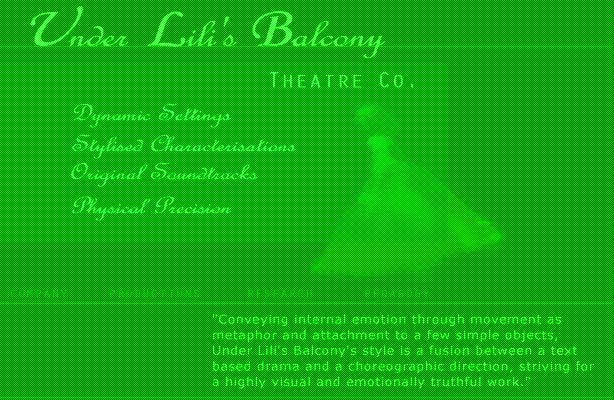 Under Lili's Balcony
THEATRE CO.
Dynamic Settings
Stylised Characterisations
Original Soundtracks
Physical Precision
COMPANY PRODUCTIONS RESEARCH PEDAGOGY
"Conveying internal emotion through movement as
metaphor and attachment to a few simple objects,
Under Lili's Balcony's style is a fusion between a text
based drama and a choreographic direction, striving for
a highly visual and emotionally truthful work."